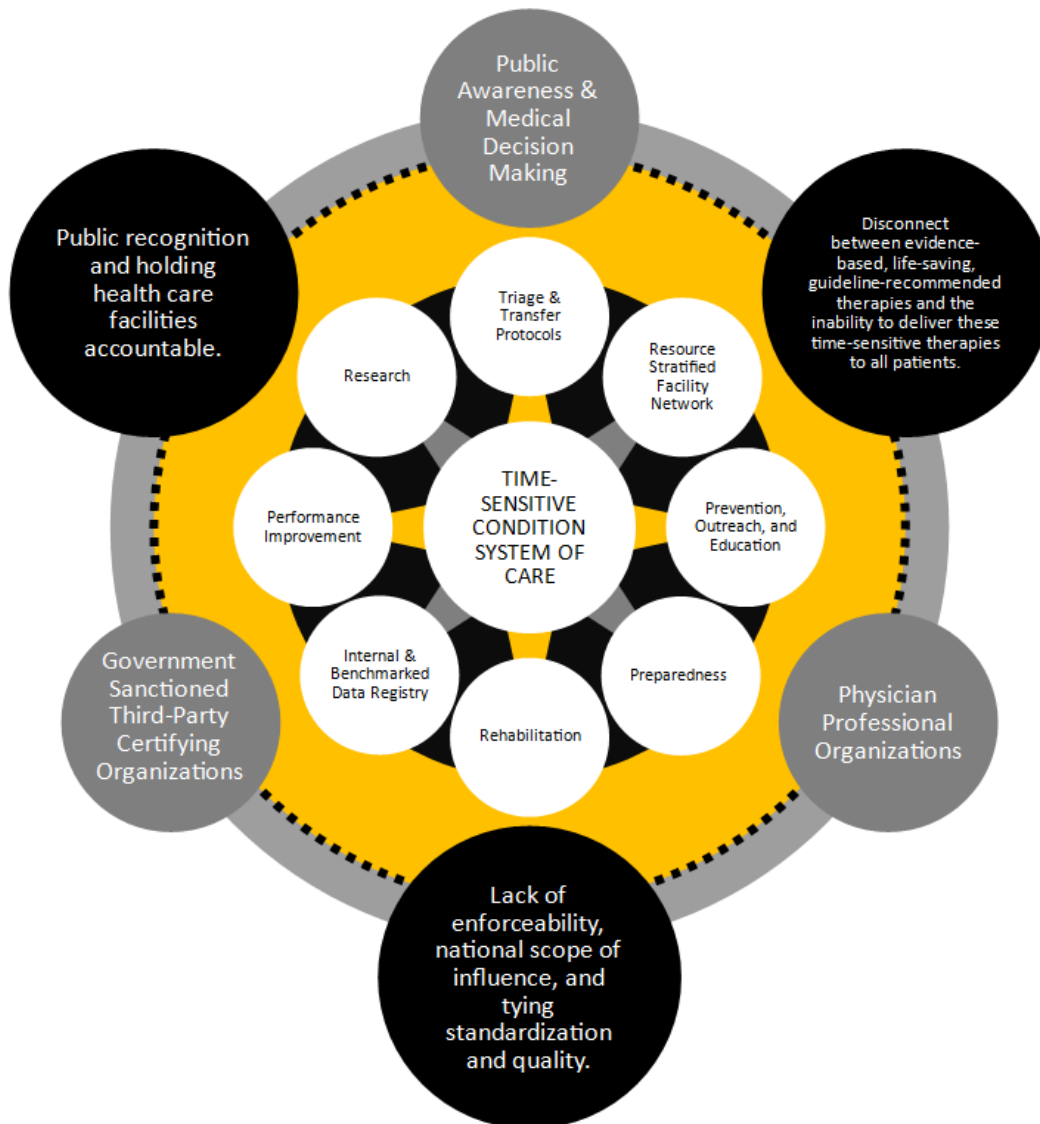 Public
Awareness &
Medical
Decision
Making
Public recognition
and holding
health care
facilities
accountable.
Disconnect
between evidence-
based, life-saving,
guideline-recommended
therapies and the
inability to deliver these
time-sensitive therapies
to all patients.
Triage &
Transfer
Protocols
Research
Resource
Stratified
Facility
Network
Performance
Improvement
TIME-
SENSITIVE
CONDITION
SYSTEM OF
CARE
Prevention,
Outreach, and
Education
Internal &
Benchmarked
Data Registry
Preparedness
Rehabilitation
Government
Sanctioned
Third-Party
Certifying
Organizations
Physician
Professional
Organizations
Lack of
enforceability,
national scope of
influence, and
tying
standardization
and quality.